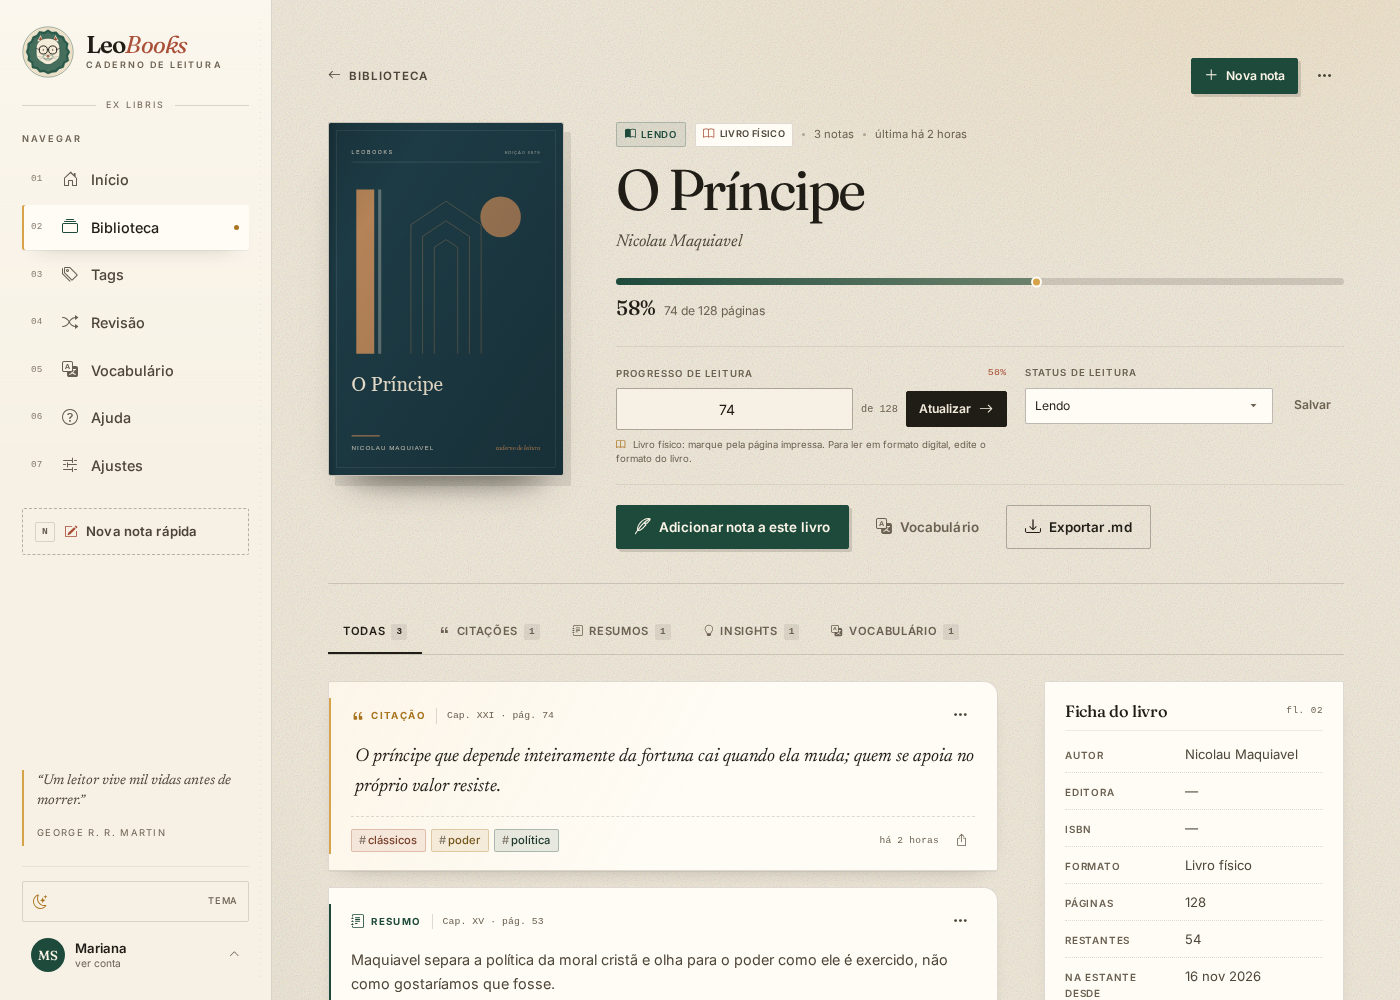 LeoBooks
CADERNO DE LEITURA
EX LIBRIS
NAVEGAR
01 Início
02 Biblioteca
03 Tags
04 Revisão
05 Vocabulário
06 Ajuda
07 Ajustes
N Nova nota rápida
“Um leitor vive mil vidas antes de
morrer.”
GEORGE R. R. MARTIN
TEMA
MS Mariana
ver conta
BIBLIOTECA
Nova nota
LEOBOOKS
O Príncipe
NICOLAU MAQUIAVEL caderno de leitura
LENDO LIVRO FÍSICO • 3 notas • última há 2 horas
O Príncipe
Nicolau Maquiavel
58% 74 de 128 páginas
PROGRESSO DE LEITURA 58%
74 de 128 Atualizar
Livro físico: marque pela página impressa. Para ler em formato digital, edite o
formato do livro.
STATUS DE LEITURA
Lendo Salvar
Adicionar nota a este livro Vocabulário Exportar .md
TODAS 3 CITAÇÕES 1 RESUMOS 1 INSIGHTS 1 VOCABULÁRIO 1
CITAÇÃO Cap. XXI · pág. 74
O príncipe que depende inteiramente da fortuna cai quando ela muda; quem se apoia no
próprio valor resiste.
#clássicos #poder #política há 2 horas
RESUMO Cap. XV · pág. 53
Maquiavel separa a política da moral cristã e olha para o poder como ele é exercido, não
como gostaríamos que fosse.
Ficha do livro fl. 02
AUTOR Nicolau Maquiavel
EDITORA —
ISBN —
FORMATO Livro físico
PÁGINAS 128
RESTANTES 54
NA ESTANTE 16 nov 2026
DESDE